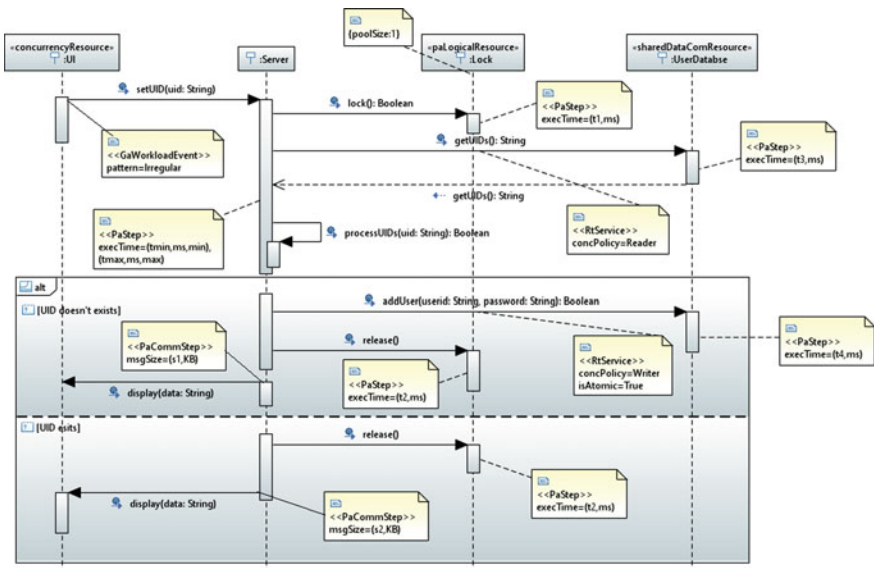 {poolSize:1}
«concurrencyResource»
:UI
:Server
«paLogicalResource»
:Lock
«sharedDataComResource»
:UserDatabse
setUID(uid: String)
lock(): Boolean
<<PaStep>>
execTime=(t1,ms)
getUIDs(): String
<<GaWorkloadEvent>>
pattern=Irregular
<<PaStep>>
execTime=(t3,ms)
getUIDs(): String
<<PaStep>>
execTime=(tmin,ms,min),
(tmax,ms,max)
processUIDs(uid: String): Boolean
<<RtService>>
concPolicy=Reader
alt
[UID doesn't exists]
addUser(userid: String, password: String): Boolean
<<PaCommStep>>
msgSize=(s1,KB)
release()
<<PaStep>>
execTime=(t4,ms)
<<RtService>>
concPolicy=Writer
isAtomic=True
<<PaStep>>
execTime=(t2,ms)
display(data: String)
[UID esits]
release()
display(data: String)
<<PaCommStep>>
msgSize=(s2,KB)
<<PaStep>>
execTime=(t2,ms)